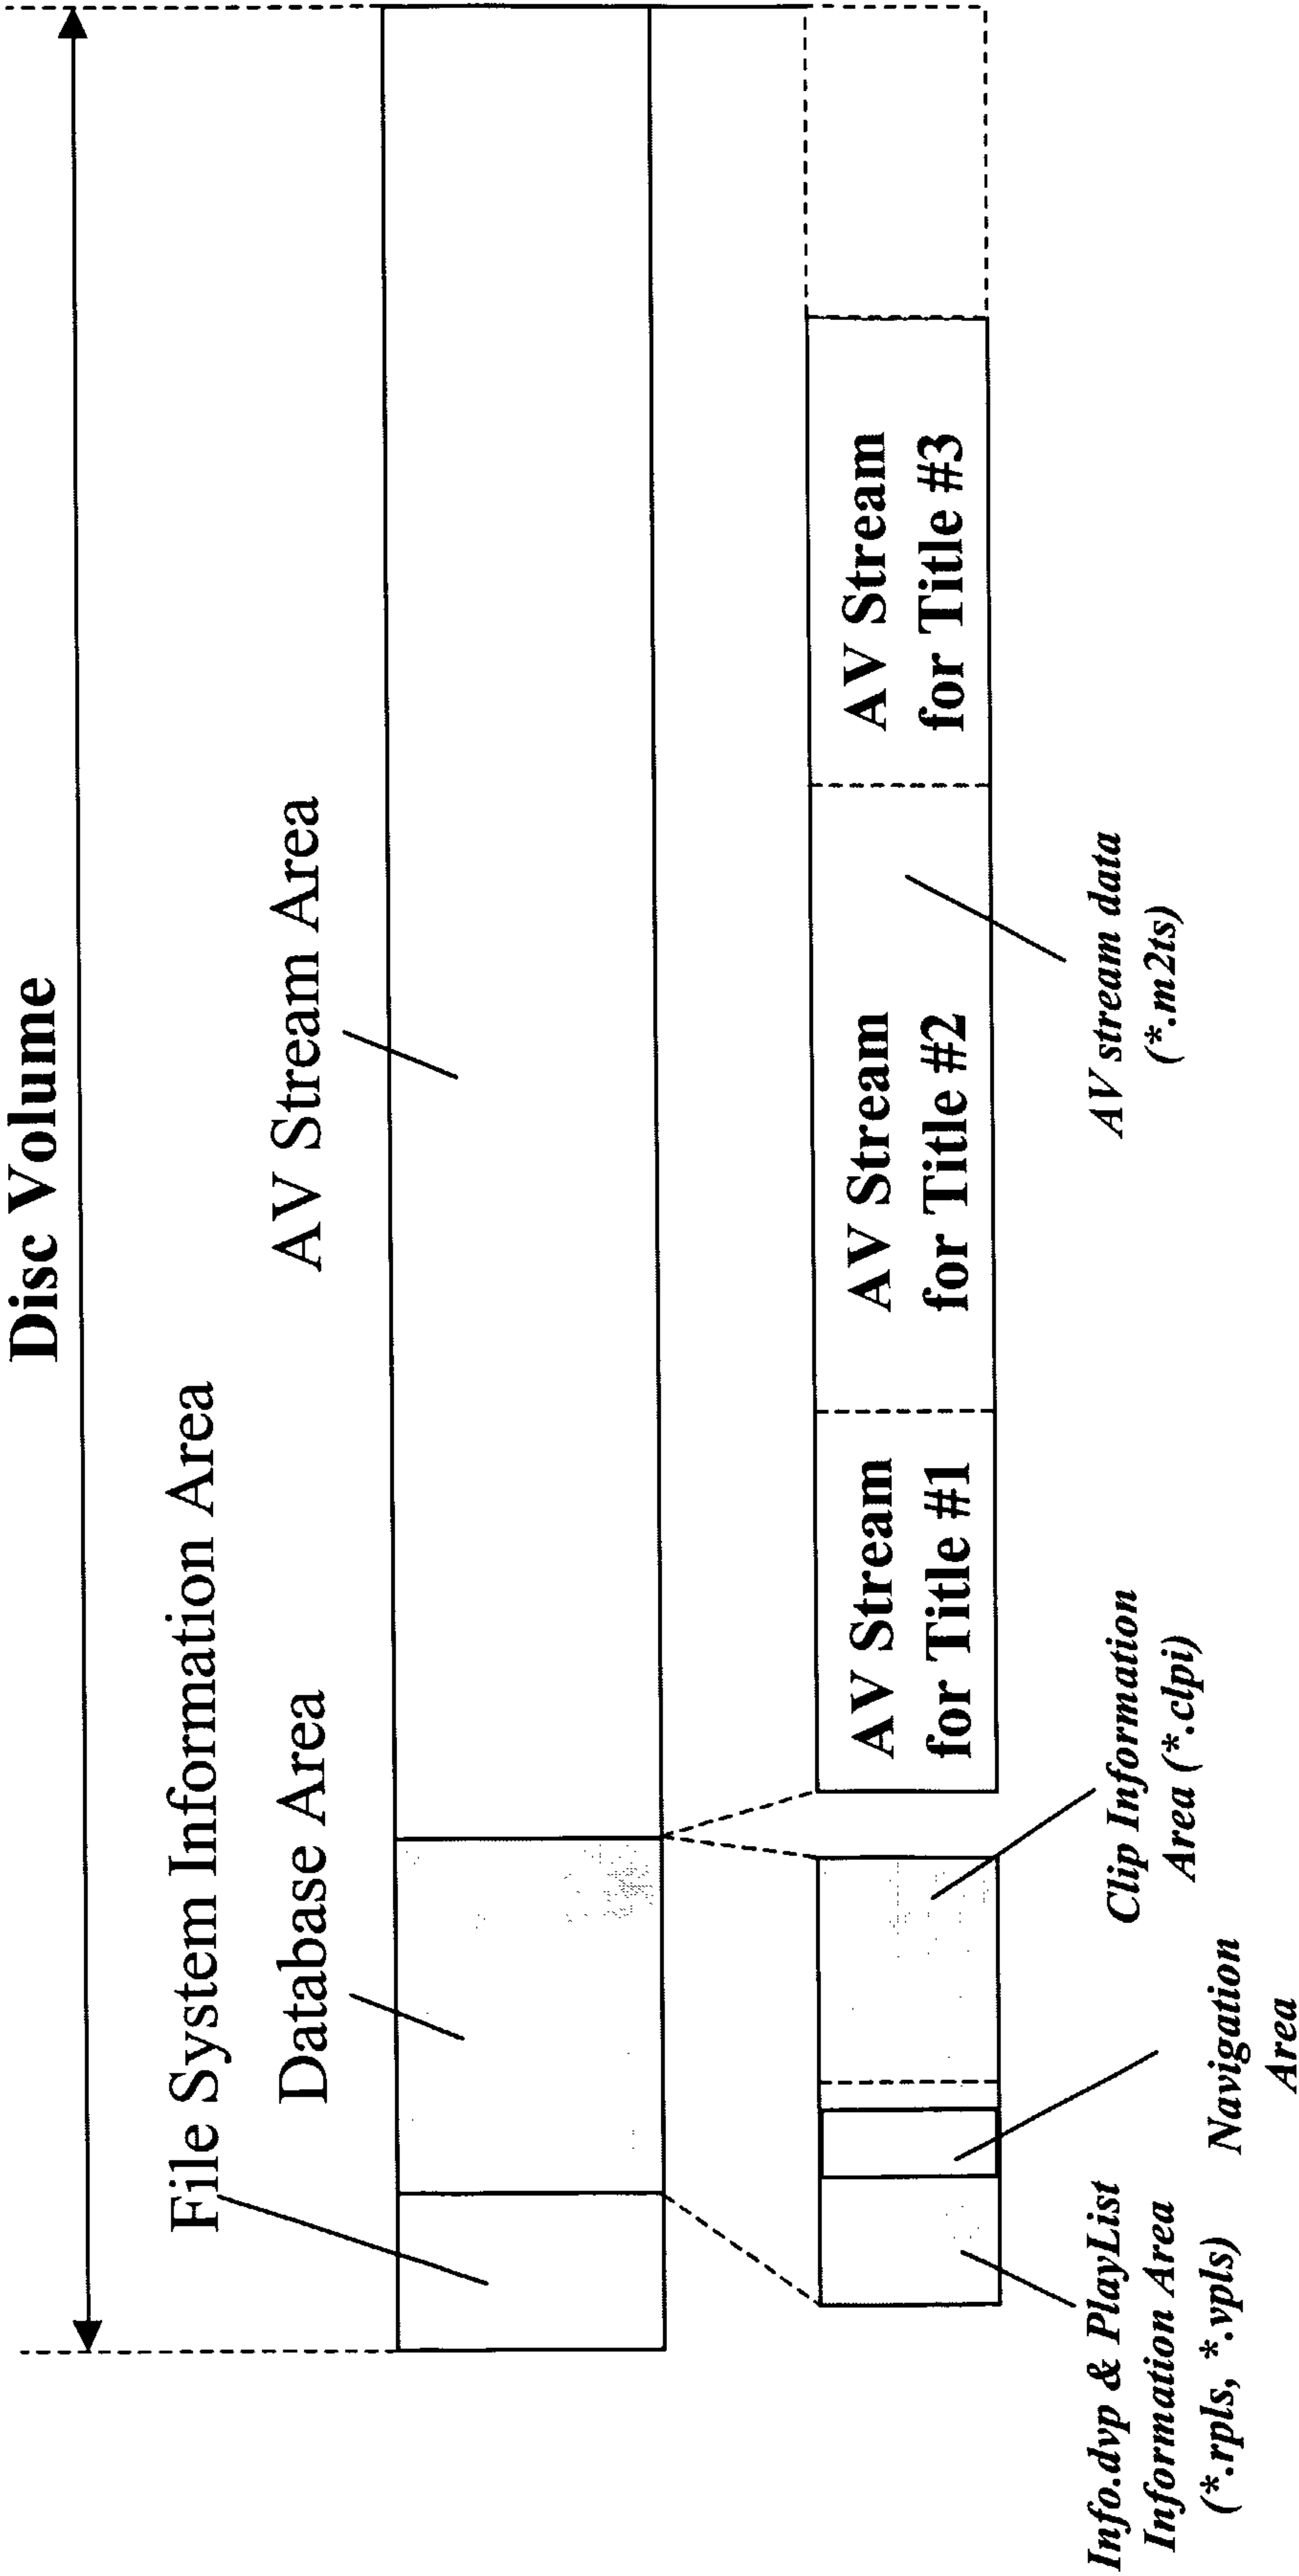 Disc Volume
File System Information Area
Database Area
AV Stream Area
AV Stream
for Title #1
AV Stream
for Title #2
AV Stream
for Title #3
Info.dvp & PlayList
Information Area
(*.rpls, *.vpls)
Navigation
Area
Clip Information
Area (*.clpi)
AV stream data
(*.m2ts)